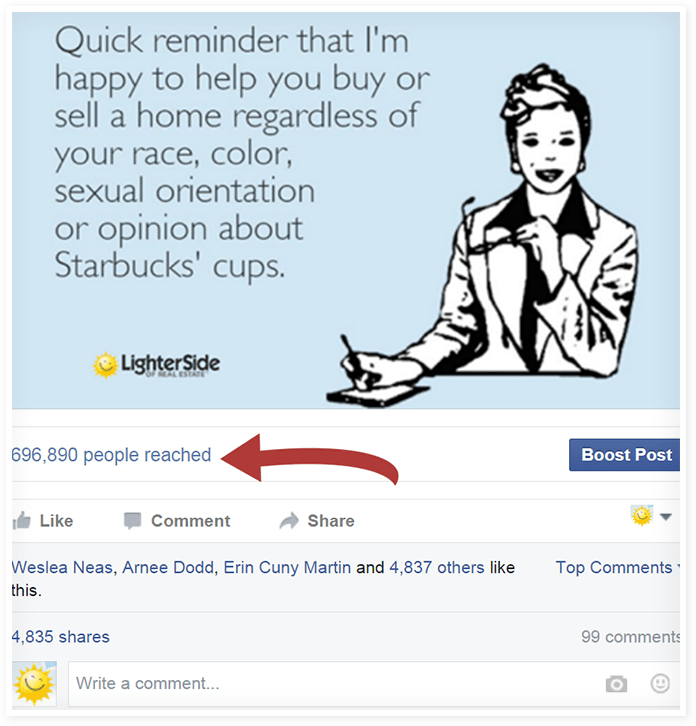 Quick reminder that I'm
happy to help you buy or
sell a home regardless of
your race, color,
sexual orientation
or opinion about
Starbucks' cups.
LighterSide
OF REAL ESTATE
696,890 people reached
Boost Post
Like Comment Share
Weslea Neas, Arnee Dodd, Erin Cuny Martin and 4,837 others like Top Comments
this.
4,835 shares 99 comments
Write a comment...